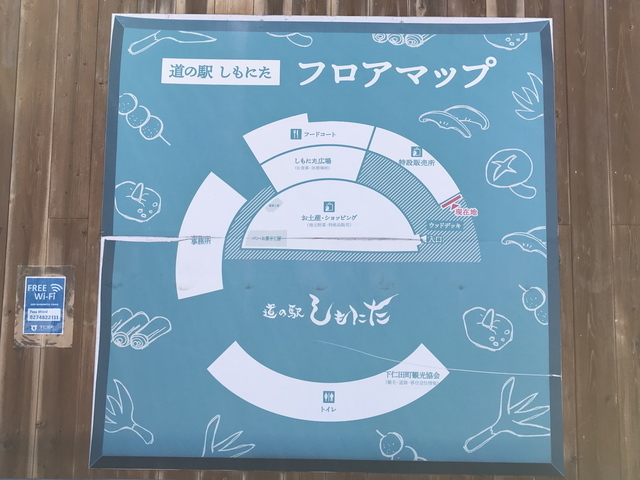 道の駅 しもにた
フロアマップ
フードコート
しもにた広場
特設販売所
現在地
お土産・ショッピング
ウッドデッキ
入口
事務所
道の駅 しもにた
下仁田町観光協会
トイレ
FREE
Wi-Fi
0274822111